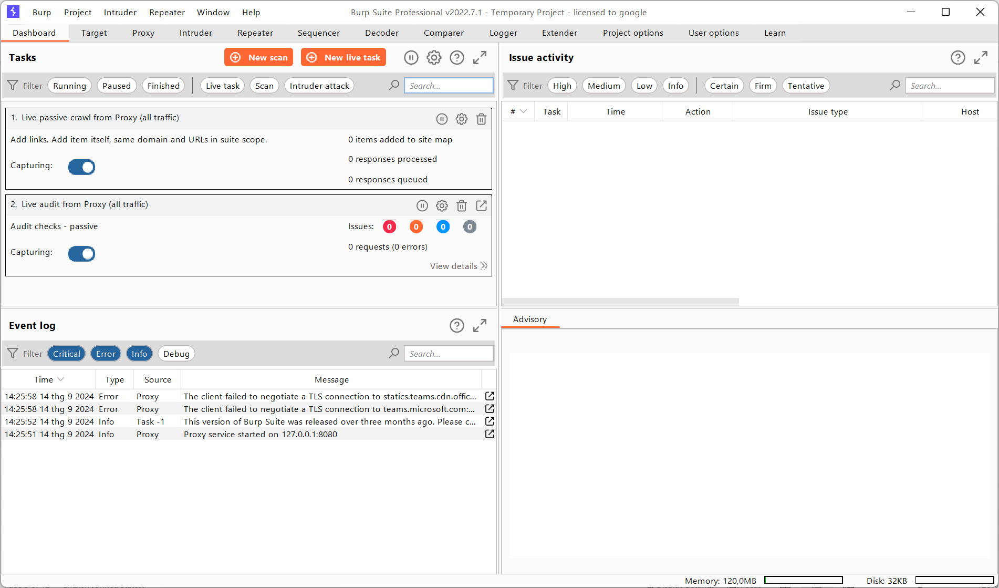 Burp Project Intruder Repeater Window Help Burp Suite Professional v2022.7.1 - Temporary Project - licensed to google
Dashboard Target Proxy Intruder Repeater Sequencer Decoder Comparer Logger Extender Project options User options Learn
Tasks New scan New live task
Filter Running Paused Finished Live task Scan Intruder attack Search...
1. Live passive crawl from Proxy (all traffic)
Add links. Add item itself, same domain and URLs in suite scope. 0 items added to site map
0 responses processed
Capturing:
0 responses queued
2. Live audit from Proxy (all traffic)
Audit checks - passive Issues: 0 0 0 0
Capturing: 0 requests (0 errors)
View details
Issue activity
Filter High Medium Low Info Certain Firm Tentative Search...
# Task Time Action Issue type Host
Event log
Filter Critical Error Info Debug Search...
Time Type Source Message
14:25:58 14 thg 9 2024 Error Proxy The client failed to negotiate a TLS connection to statics.teams.cdn.offic...
14:25:58 14 thg 9 2024 Error Proxy The client failed to negotiate a TLS connection to teams.microsoft.com:...
14:25:52 14 thg 9 2024 Info Task -1 This version of Burp Suite was released over three months ago. Please c...
14:25:51 14 thg 9 2024 Info Proxy Proxy service started on 127.0.0.1:8080
Advisory
Memory: 120,0MB Disk: 32KB